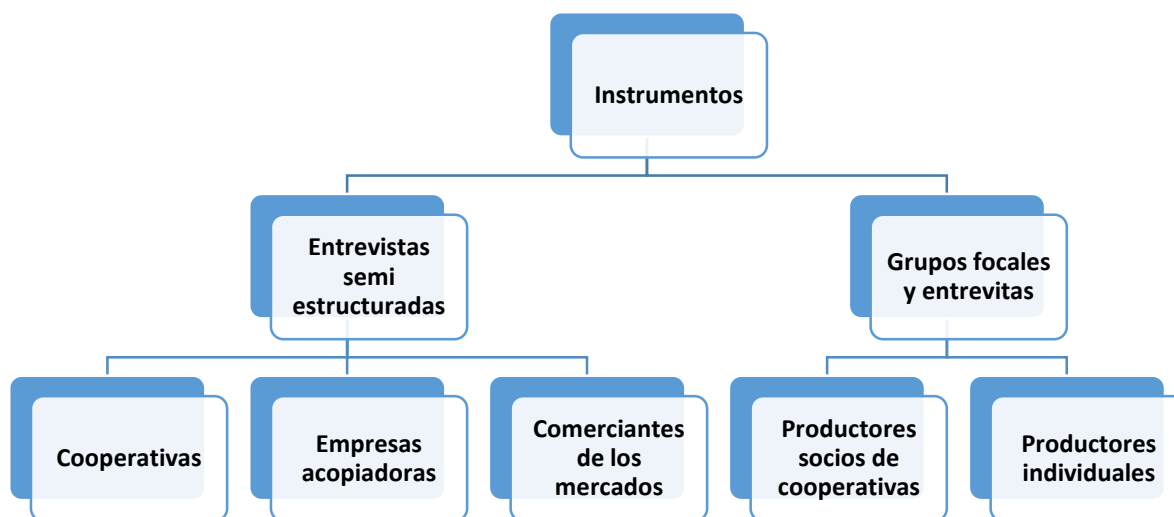 Instrumentos
Entrevistas
semi
estructuradas
Grupos focales
y entrevitas
Cooperativas
Empresas
acopiadoras
Comerciantes
de los
mercados
Productores
socios de
cooperativas
Productores
individuales